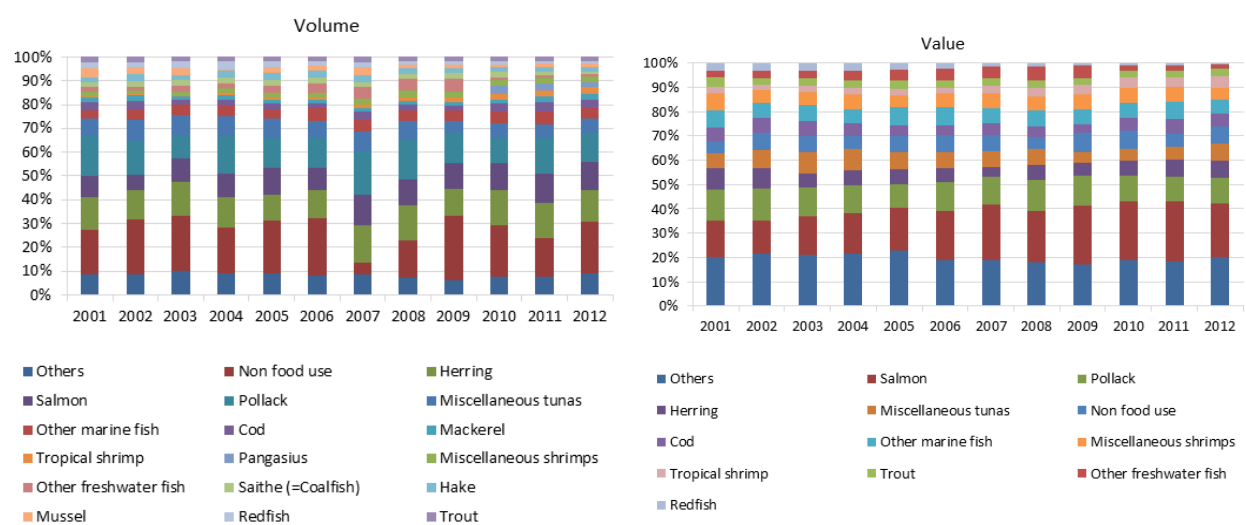 Volume
100%
90%
80%
70%
60%
50%
40%
30%
20%
10%
0%
2001 2002 2003 2004 2005 2006 2007 2008 2009 2010 2011 2012
Others Non food use Herring
Salmon Pollack Miscellaneous tunas
Other marine fish Cod Mackerel
Tropical shrimp Pangasius Miscellaneous shrimps
Other freshwater fish Saithe (=Coalfish) Hake
Mussel Redfish Trout
Value
100%
90%
80%
70%
60%
50%
40%
30%
20%
10%
0%
2001 2002 2003 2004 2005 2006 2007 2008 2009 2010 2011 2012
Others Salmon Pollack
Herring Miscellaneous tunas Non food use
Cod Other marine fish Miscellaneous shrimps
Tropical shrimp Trout Other freshwater fish
Redfish